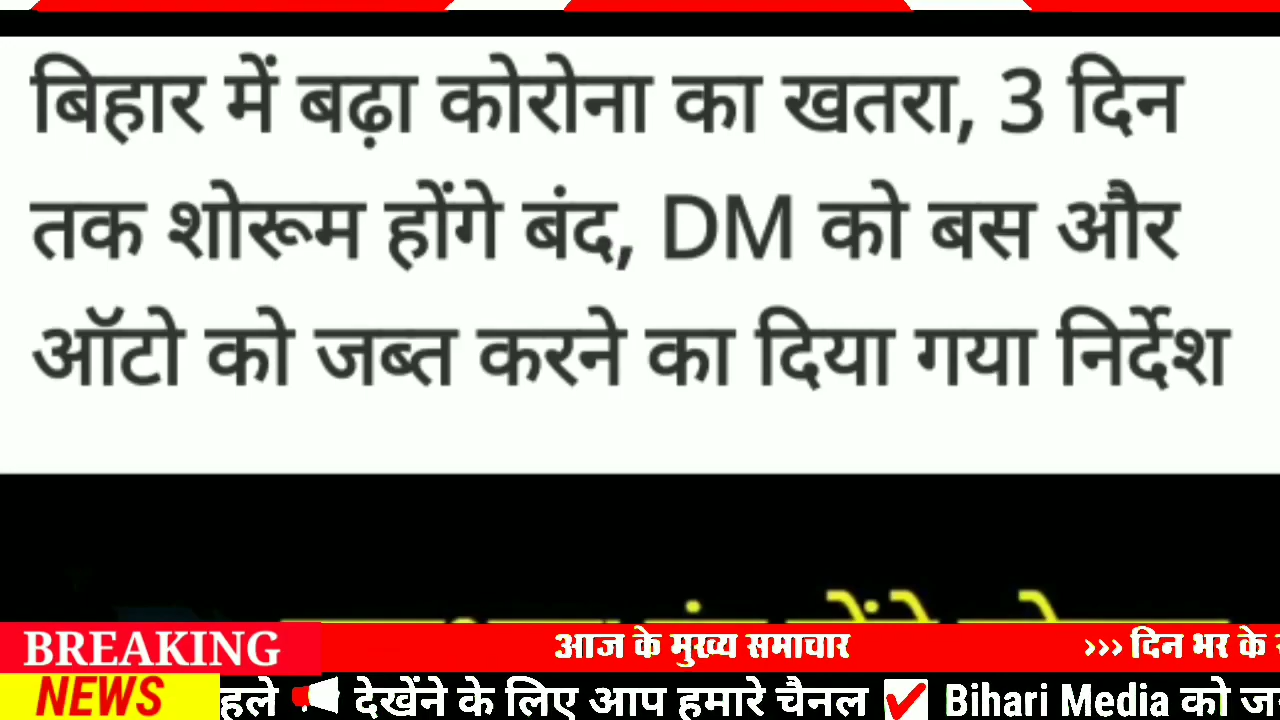 बिहार में बढ़ा कोरोना का खतरा, 3 दिन
तक शोरूम होंगे बंद, DM को बस और
ऑटो को जब्त करने का दिया गया निर्देश
BREAKING
आज के मुख्य समाचार
››› दिन भर के
NEWS
हले 📢 देखेंने के लिए आप हमारे चैनल ✔ Bihari Media को